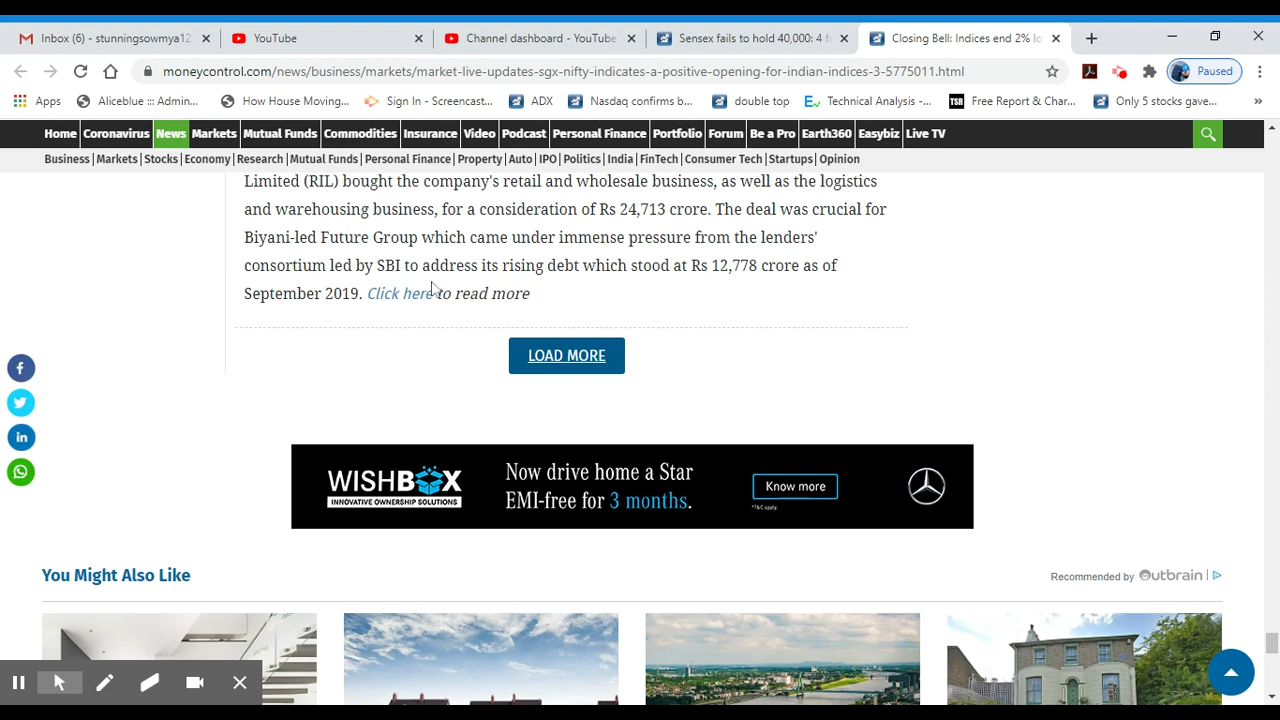 Inbox (6) - stunningsowmya12
YouTube
Channel dashboard - YouTube
Sensex fails to hold 40,000: 4 f
Closing Bell: Indices end 2% lo
moneycontrol.com/news/business/markets/market-live-updates-sgx-nifty-indicates-a-positive-opening-for-indian-indices-3-5775011.html
Paused
Apps
Aliceblue ::: Admin...
How House Moving...
Sign In - Screencast...
ADX
Nasdaq confirms b...
double top
Technical Analysis -...
TSR
Free Report & Char...
Only 5 stocks gave...
»
Home Coronavirus News Markets Mutual Funds Commodities Insurance Video Podcast Personal Finance Portfolio Forum Be a Pro Earth360 Easybiz Live TV
Business | Markets | Stocks | Economy | Research | Mutual Funds | Personal Finance | Property | Auto | IPO | Politics | India | FinTech | Consumer Tech | Startups | Opinion
Limited (RIL) bought the company's retail and wholesale business, as well as the logistics
and warehousing business, for a consideration of Rs 24,713 crore. The deal was crucial for
Biyani-led Future Group which came under immense pressure from the lenders'
consortium led by SBI to address its rising debt which stood at Rs 12,778 crore as of
September 2019. Click here to read more
LOAD MORE
WISHBOX
INNOVATIVE OWNERSHIP SOLUTIONS
Now drive home a Star
EMI-free for 3 months.
Know more
*T&C apply.
You Might Also Like
Recommended by Outbrain